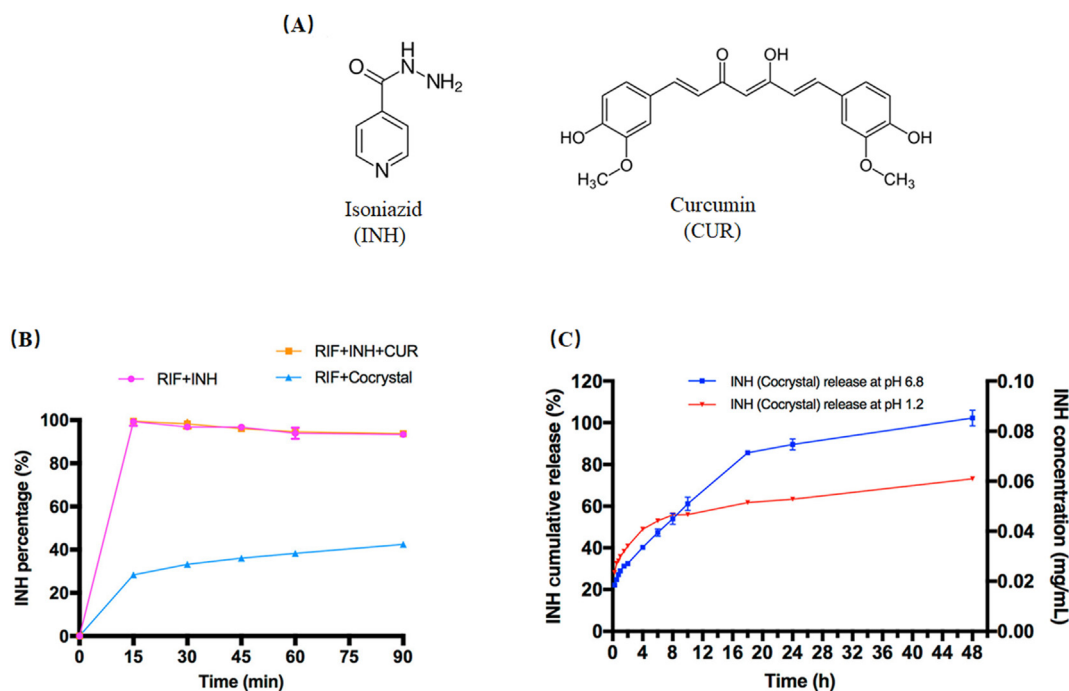 (A)
O
H
N
NH₂
N
Isoniazid
(INH)
O
OH
HO
O
H₃C
OH
O
CH₃
Curcumin
(CUR)
(B)
RIF+INH
RIF+INH+CUR
RIF+Cocrystal
INH percentage (%)
100
80
60
40
20
0
0 15 30 45 60 90
Time (min)
(C)
INH (Cocrystal) release at pH 6.8
INH (Cocrystal) release at pH 1.2
INH cumulative release (%)
120
100
80
60
40
20
0
0 4 8 12 16 20 24 28 32 36 40 44 48
Time (h)
0.10
0.08
0.06
0.04
0.02
0.00
INH concentration (mg/mL)